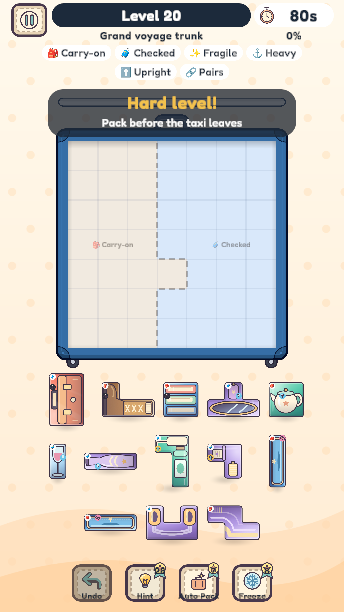 Level 20
80s
Grand voyage trunk
0%
Carry-on
Checked
Fragile
Heavy
Upright
Pairs
Hard level!
Pack before the taxi leaves
Carry-on
Checked
XXX
Undo
Hint
Auto Pack
Freeze